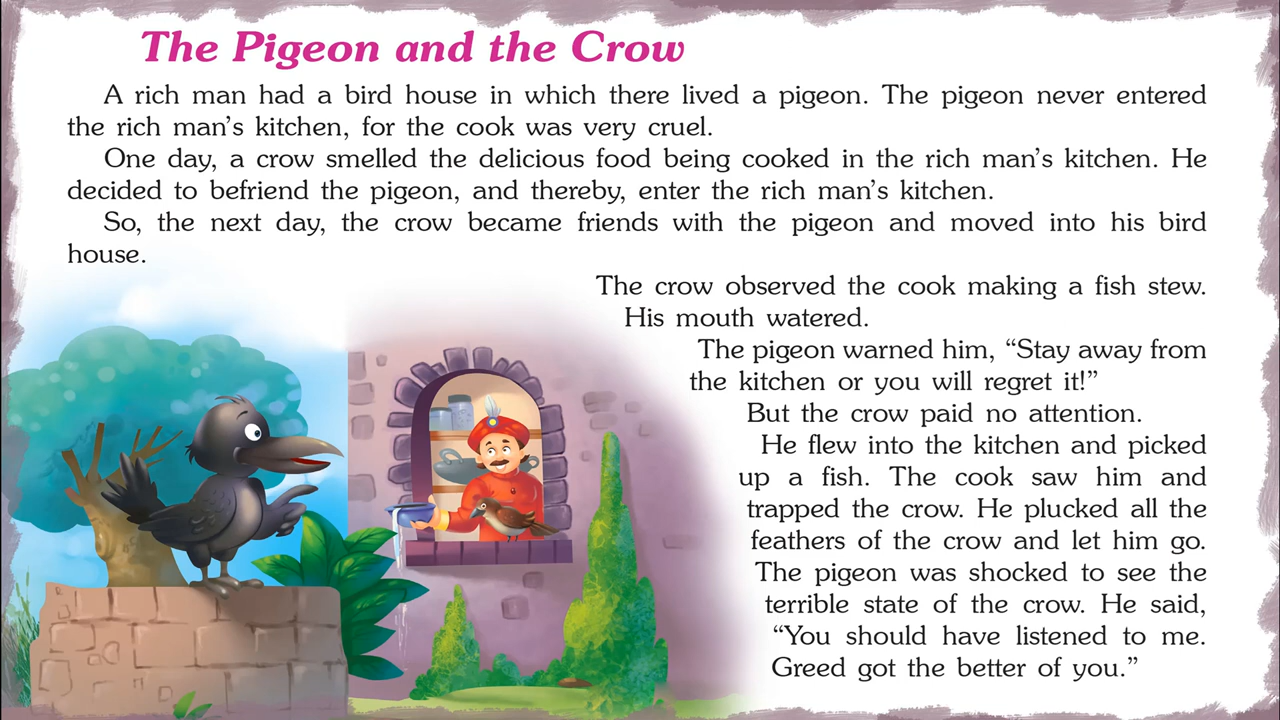 The Pigeon and the Crow
A rich man had a bird house in which there lived a pigeon. The pigeon never entered
the rich man's kitchen, for the cook was very cruel.
One day, a crow smelled the delicious food being cooked in the rich man's kitchen. He
decided to befriend the pigeon, and thereby, enter the rich man's kitchen.
So, the next day, the crow became friends with the pigeon and moved into his bird
house.
The crow observed the cook making a fish stew.
His mouth watered.
The pigeon warned him, “Stay away from
the kitchen or you will regret it!”
But the crow paid no attention.
He flew into the kitchen and picked
up a fish. The cook saw him and
trapped the crow. He plucked all the
feathers of the crow and let him go.
The pigeon was shocked to see the
terrible state of the crow. He said,
“You should have listened to me.
Greed got the better of you.”